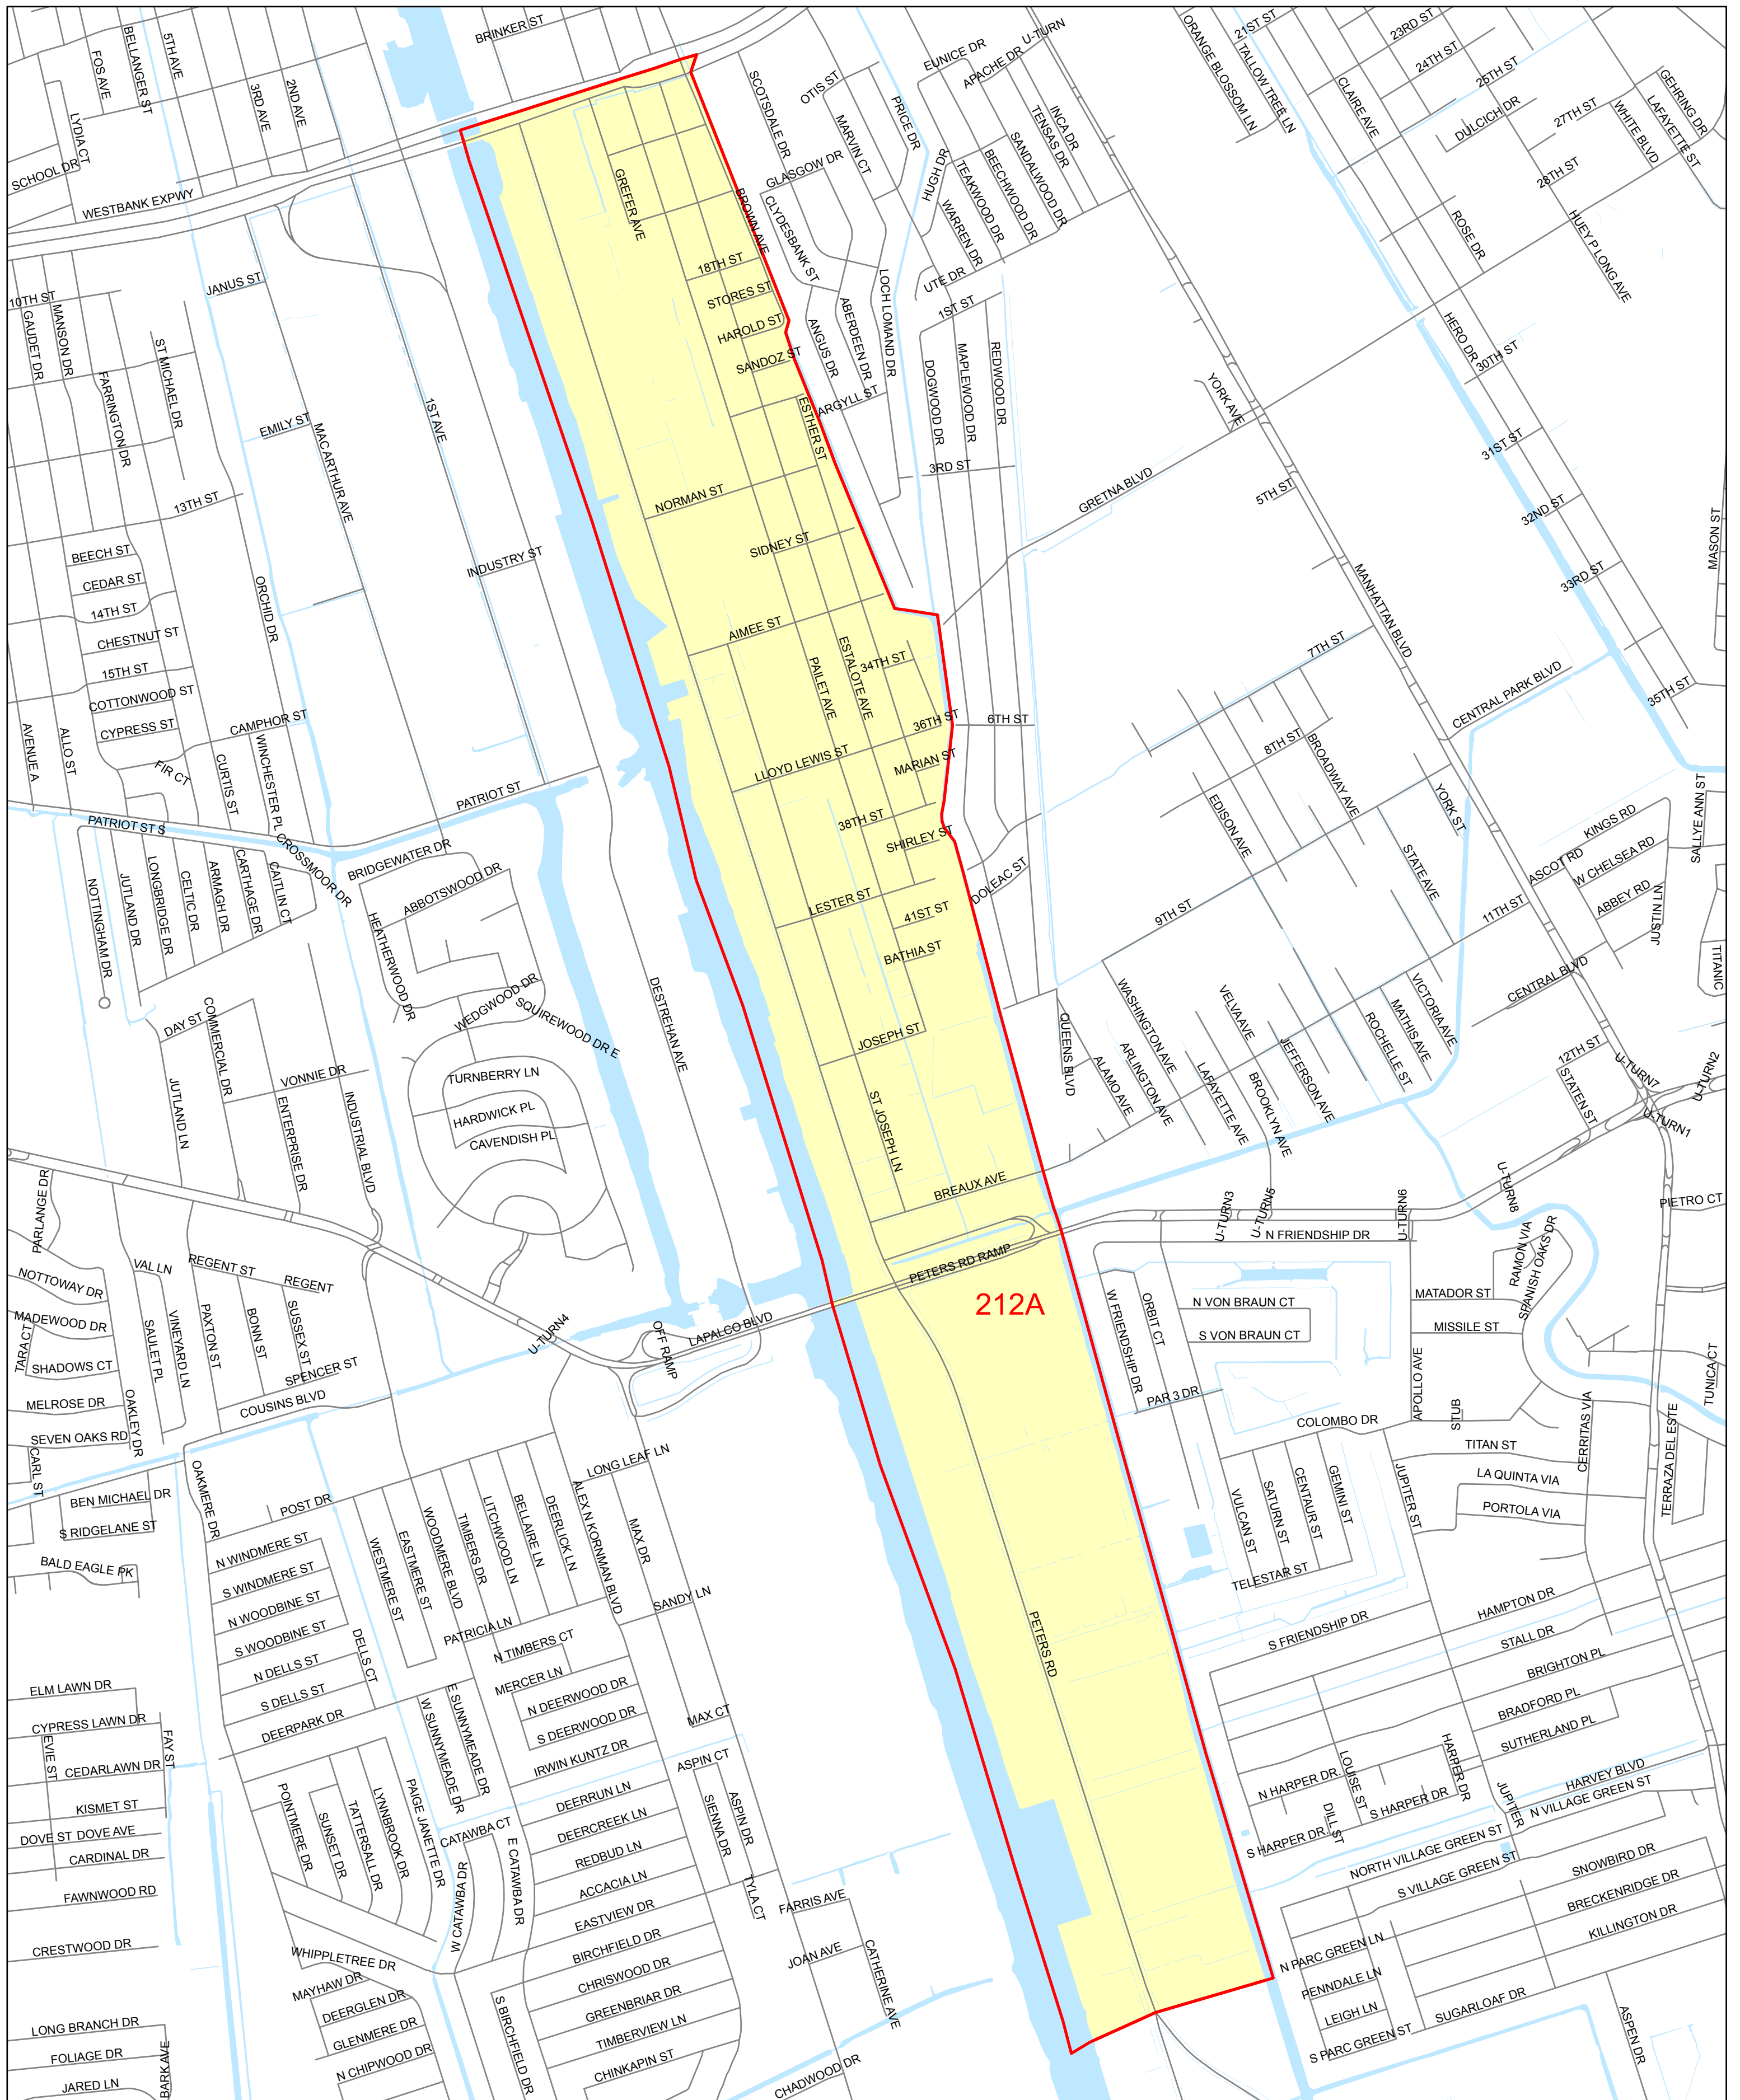 BRINKER ST
FOS AVE
BELLANGER ST
5TH AVE
3RD AVE
2ND AVE
LYDIA CT
SCHOOL DR
WESTBANK EXPWY
SCOTSDALE DR
OTIS ST
MARVIN CT
PRICE DR
EUNICE DR
APACHE DR
U-TURN
INCA DR
TENSAS DR
SANDALWOOD DR
BEECHWOOD DR
TEAKWOOD DR
WARREN DR
HUGH DR
UTE DR
ORANGE BLOSSOM LN
TALLOW TREE LN
21ST ST
23RD ST
24TH ST
25TH ST
CLAIRE AVE
DULCICH DR
27TH ST
28TH ST
WHITE BLVD
LAFAYETTE ST
GEHRING DR
ROSE DR
HUEY P LONG AVE
HERO DR
30TH ST
31ST ST
32ND ST
33RD ST
35TH ST
MASON ST
GREFER AVE
BROWN AVE
GLASGOW DR
CLYDESBANK ST
18TH ST
STORES ST
HAROLD ST
SANDOZ ST
ANGUS DR
ABERDEEN DR
LOCH LOMAND DR
ARGYLL ST
ESTHER ST
1ST ST
DOGWOOD DR
MAPLEWOOD DR
REDWOOD DR
3RD ST
GRETNA BLVD
YORK AVE
5TH ST
MANHATTAN BLVD
7TH ST
CENTRAL PARK BLVD
JANUS ST
10TH ST
GAUDET DR
MANSON DR
FARRINGTON DR
ST MICHAEL DR
EMILY ST
MAC ARTHUR AVE
1ST AVE
13TH ST
INDUSTRY ST
BEECH ST
CEDAR ST
14TH ST
CHESTNUT ST
15TH ST
COTTONWOOD ST
CYPRESS ST
ORCHID DR
CAMPHOR ST
AVENUE A
ALLO ST
FIR CT
CURTIS ST
WINCHESTER PL
PATRIOT ST
PATRIOT ST S
CROSSMOOR DR
NORMAN ST
SIDNEY ST
AIMEE ST
PAILET AVE
ESTALOTE AVE
34TH ST
36TH ST
6TH ST
LLOYD LEWIS ST
MARIAN ST
38TH ST
SHIRLEY ST
LESTER ST
41ST ST
BATHIA ST
DOLEAC ST
JOSEPH ST
ST JOSEPH LN
BREAUX AVE
8TH ST
BROADWAY AVE
EDISON AVE
YORK ST
STATE AVE
9TH ST
11TH ST
ASCOT RD
KINGS RD
W CHELSEA RD
ABBEY RD
JUSTIN LN
SALLYE ANN ST
TITANIC
CENTRAL BLVD
QUEENS BLVD
WASHINGTON AVE
ALAMO AVE
ARLINGTON AVE
VELVA AVE
LAFAYETTE AVE
BROOKLYN AVE
JEFFERSON AVE
ROCHELLE ST
MATHIS AVE
VICTORIA AVE
12TH ST
STATEN ST
U-TURN7
U-TURN2
U-TURN1
BRIDGEWATER DR
ABBOTSWOOD DR
HEATHERWOOD DR
WEDGWOOD DR
SQUIREWOOD DR E
DESTREHAN AVE
NOTTINGHAM DR
JUTLAND DR
LONGBRIDGE DR
CELTIC DR
ARMAGH DR
CARTHAGE DR
CAITLIN CT
DAY ST
COMMERCIAL DR
VONNIE DR
JUTLAND LN
ENTERPRISE DR
INDUSTRIAL BLVD
TURNBERRY LN
HARDWICK PL
CAVENDISH PL
PARLANGE DR
NOTTOWAY DR
MADEWOOD DR
TARA CT
SHADOWS CT
MELROSE DR
SEVEN OAKS RD
CARL ST
OAKLEY DR
VAL LN
SAULET PL
VINEYARD LN
REGENT ST
REGENT
PAXTON ST
BONN ST
SUSSEX ST
SPENCER ST
COUSINS BLVD
U-TURN4
OFF RAMP
LAPALCO BLVD
PETERS RD RAMP
212A
U-TURN3
U-TURN5
U-TURN6
U-TURN8
N FRIENDSHIP DR
W FRIENDSHIP DR
ORBIT CT
N VON BRAUN CT
S VON BRAUN CT
PAR 3 DR
MATADOR ST
MISSILE ST
RAMON VIA
SPANISH OAKS DR
PIETRO CT
APOLLO AVE
STUB
TUNICA CT
COLOMBO DR
TITAN ST
LA QUINTA VIA
PORTOLA VIA
CERRITAS VIA
TERRAZA DEL ESTE
VULCAN ST
SATURN ST
CENTAUR ST
GEMINI ST
JUPITER ST
TELESTAR ST
BEN MICHAEL DR
S RIDGELANE ST
BALD EAGLE PK
OAKMERE DR
POST DR
N WINDMERE ST
S WINDMERE ST
N WOODBINE ST
S WOODBINE ST
N DELLS ST
S DELLS ST
DELLS CT
DEERPARK DR
WESTMERE ST
EASTMERE ST
WOODMERE BLVD
TIMBERS DR
LITCHWOOD LN
BELLAIRE LN
DEERLICK LN
ALEX N KORNMAN BLVD
LONG LEAF LN
MAX DR
SANDY LN
PATRICIA LN
N TIMBERS CT
MERCER LN
N DEERWOOD DR
S DEERWOOD DR
W SUNNYMEADE DR
E SUNNYMEADE DR
MAX CT
IRWIN KUNTZ DR
PETERS RD
S FRIENDSHIP DR
HAMPTON DR
STALL DR
BRIGHTON PL
BRADFORD PL
SUTHERLAND PL
N HARPER DR
LOUISE ST
HARPER DR
S HARPER DR
S HARPER DR
DILL ST
JUPITER
HARVEY BLVD
N VILLAGE GREEN ST
NORTH VILLAGE GREEN ST
S VILLAGE GREEN ST
SNOWBIRD DR
BRECKENRIDGE DR
KILLINGTON DR
ELM LAWN DR
CYPRESS LAWN DR
EVIE ST
FAY ST
CEDARLAWN DR
KISMET ST
DOVE ST
DOVE AVE
CARDINAL DR
FAWNWOOD RD
CRESTWOOD DR
POINTMERE DR
SUNSET DR
TATTERSALL DR
LYNNBROOK DR
PAIGE JANETTE DR
CATAWBA CT
W CATAWBA DR
E CATAWBA DR
DEERRUN LN
DEERCREEK LN
REDBUD LN
ACCACIA LN
EASTVIEW DR
ASPIN CT
ASPIN DR
SIENNA DR
TYLA CT
FARRIS AVE
JOAN AVE
CATHERINE AVE
BIRCHFIELD DR
CHRISWOOD DR
GREENBRIAR DR
TIMBERVIEW LN
CHINKAPIN ST
CHADWOOD DR
S BIRCHFIELD DR
WHIPPLETREE DR
MAYHAW DR
DEERGLEN DR
GLENMERE DR
N CHIPWOOD DR
LONG BRANCH DR
FOLIAGE DR
JARED LN
BARK AVE
N PARC GREEN LN
PENNDALE LN
LEIGH LN
S PARC GREEN ST
SUGARLOAF DR
ASPEN DR